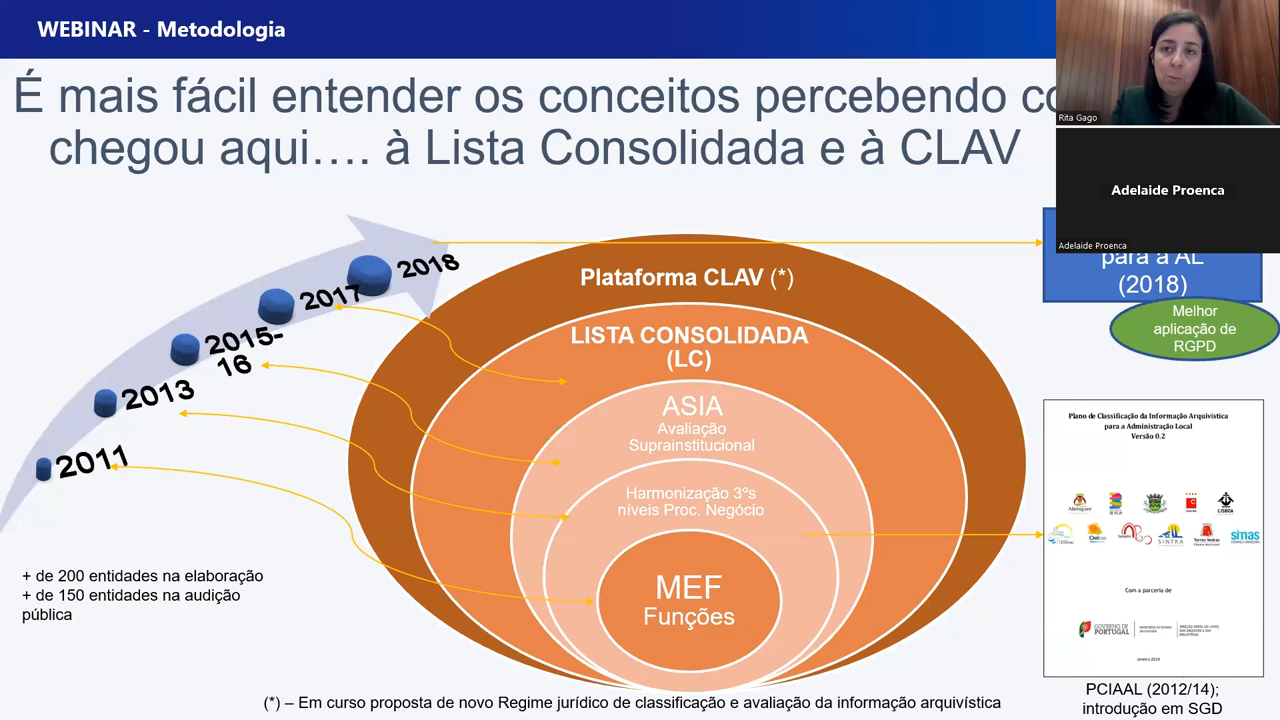 WEBINAR - Metodologia
É mais fácil entender os conceitos percebendo co
chegou aqui…. à Lista Consolidada e à CLAV
Rita Gago
Adelaide Proenca
Adelaide Proenca
para a AL
(2018)
Melhor
aplicação de
RGPD
2018
2017
2015-
16
2013
2011
Plataforma CLAV (*)
LISTA CONSOLIDADA
(LC)
ASIA
Avaliação
Suprainstitucional
Harmonização 3ºs
níveis Proc. Negócio
MEF
Funções
+ de 200 entidades na elaboração
+ de 150 entidades na audição
pública
Plano de Classificação da Informação Arquivística
para a Administração Local
Versão 0.2
Alenquer
LISBOA
Oeiras
SINTRA
Torres Vedras
simas
Com a parceria de
GOVERNO DE
PORTUGAL
Janeiro 2014
PCIAAL (2012/14);
introdução em SGD
(*) – Em curso proposta de novo Regime jurídico de classificação e avaliação da informação arquivística